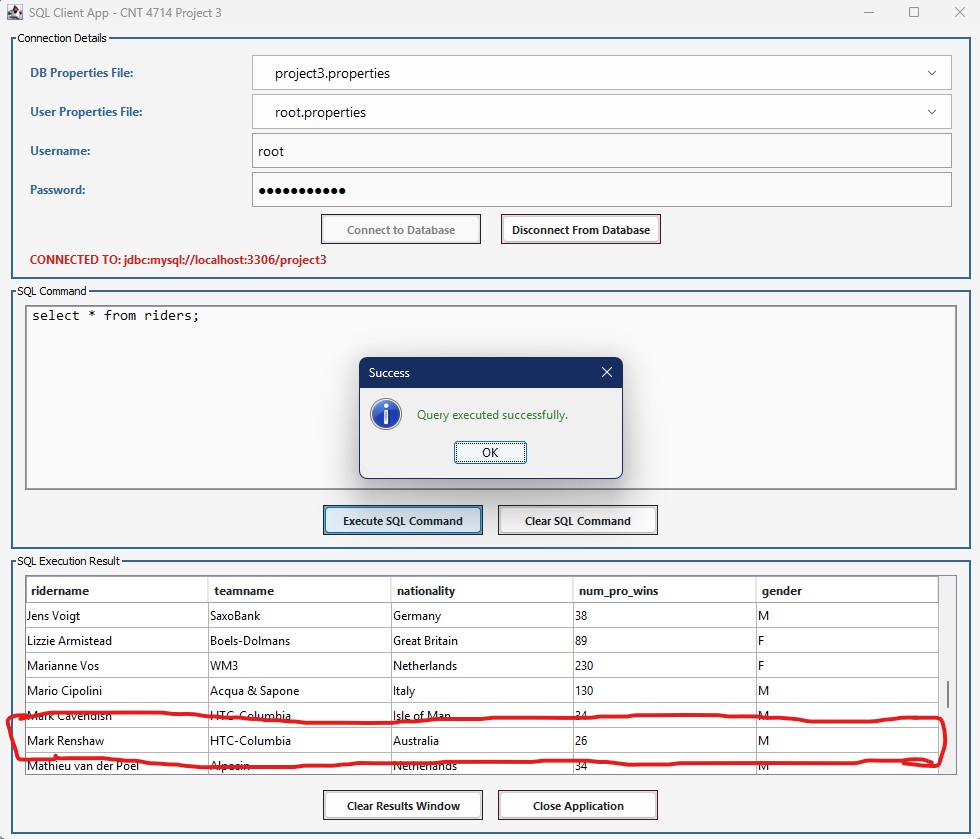 SQL Client App - CNT 4714 Project 3
Connection Details
DB Properties File: project3.properties
User Properties File: root.properties
Username: root
Password: ●●●●●●●●●●●
Connect to Database Disconnect From Database
CONNECTED TO: jdbc:mysql://localhost:3306/project3
SQL Command
select * from riders;
Success
Query executed successfully.
OK
Execute SQL Command Clear SQL Command
SQL Execution Result
ridername teamname nationality num_pro_wins gender
Jens Voigt SaxoBank Germany 38 M
Lizzie Armistead Boels-Dolmans Great Britain 89 F
Marianne Vos WM3 Netherlands 230 F
Mario Cipolini Acqua & Sapone Italy 130 M
Mark Cavendish HTC-Columbia Isle of Man 34 M
Mark Renshaw HTC-Columbia Australia 26 M
Mathieu van der Poel Alpecin Netherlands 34 M
Clear Results Window Close Application